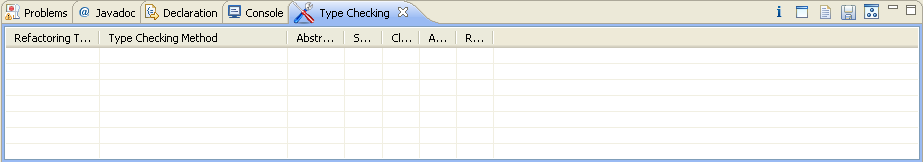 Problems @ Javadoc Declaration Console Type Checking
Refactoring T... Type Checking Method Abstr... S... Cl... A... R...